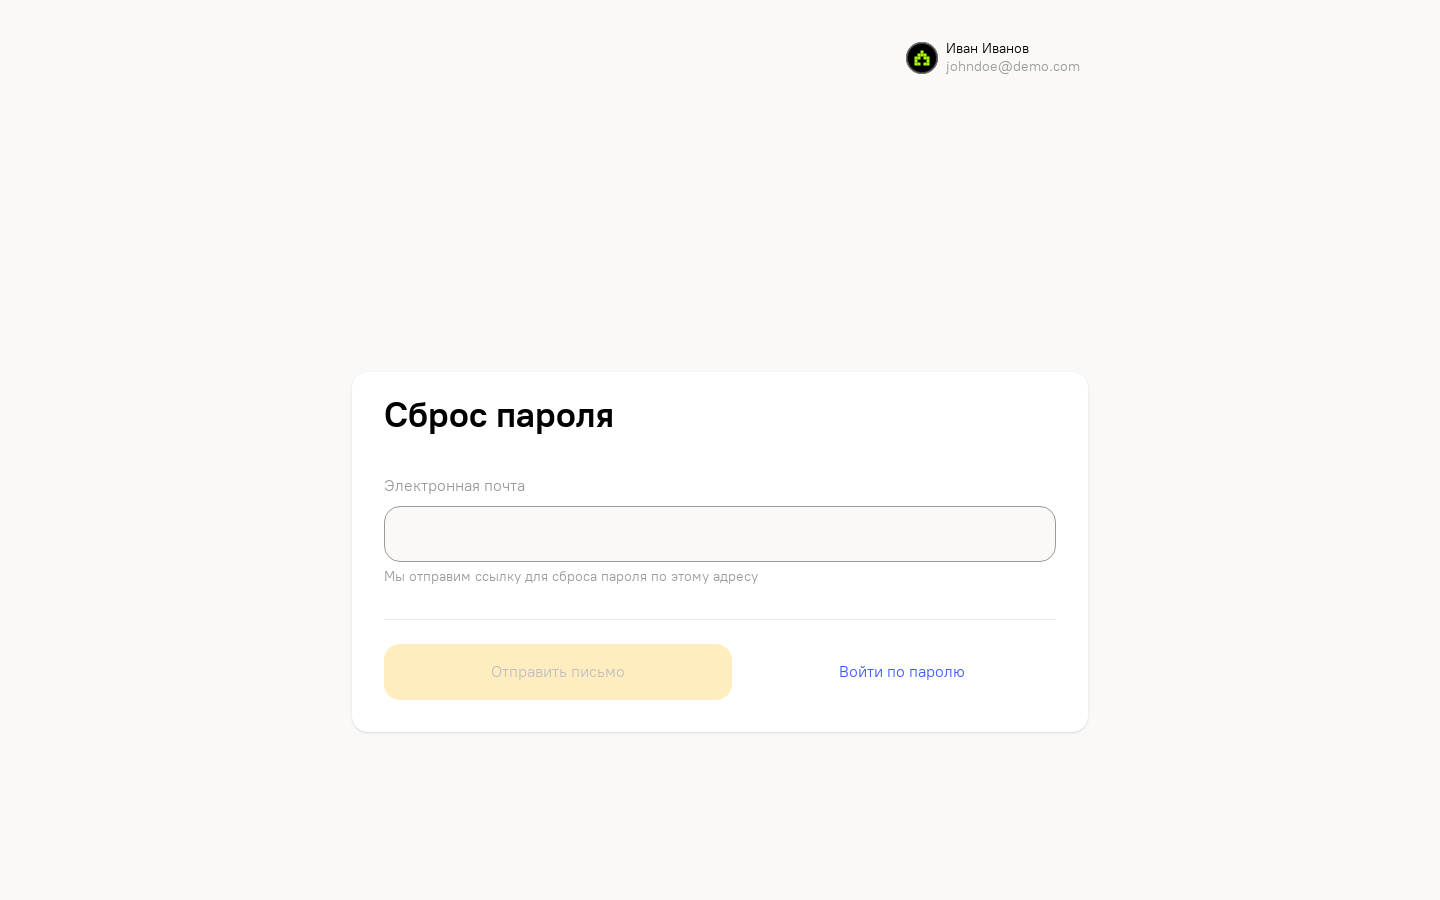 Иван Иванов
johndoe@demo.com
Сброс пароля
Электронная почта
Мы отправим ссылку для сброса пароля по этому адресу
Отправить письмо
Войти по паролю